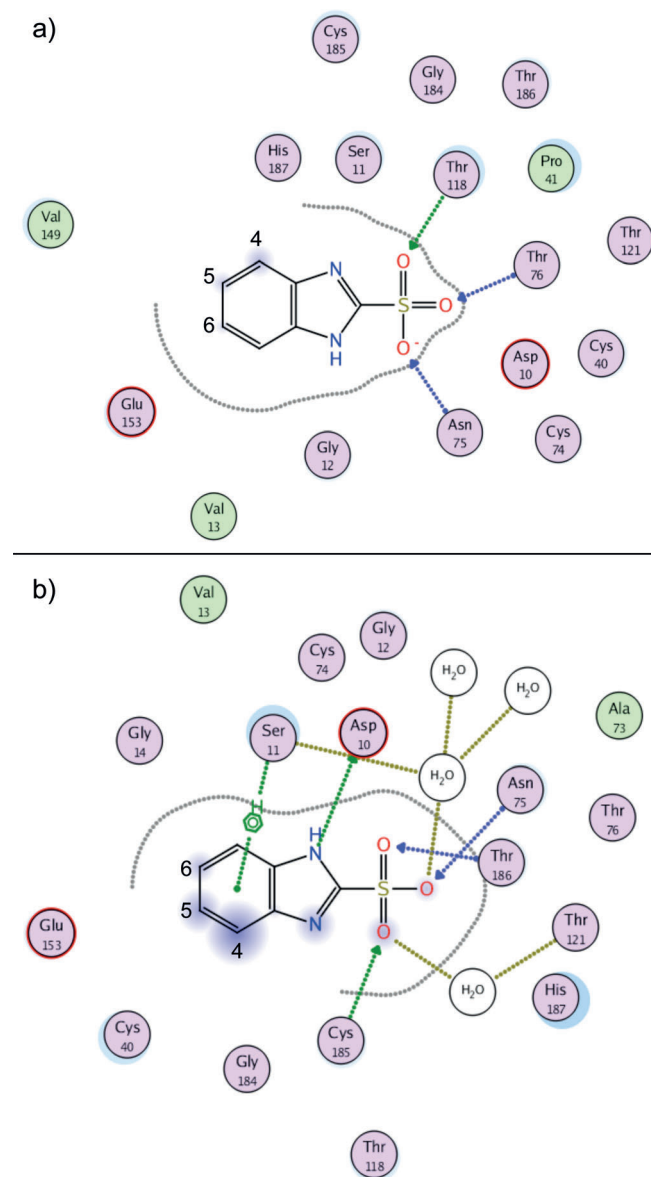 a)
Cys
185
Gly
184
Thr
186
His
187
Ser
11
Thr
118
Pro
41
Val
149
Thr
121
4
N
O
Thr
76
5
S
O
6
N
H
O-
Asp
10
Cys
40
Glu
153
Gly
12
Asn
75
Cys
74
Val
13
b)
Val
13
Gly
12
Cys
74
H2O
H2O
Ala
73
Gly
14
Ser
11
Asp
10
H2O
Asn
75
Thr
76
H
H
N
O
Thr
186
6
S
O
5
4
N
O
Glu
153
Thr
121
H2O
His
187
Cys
40
Cys
185
Gly
184
Thr
118